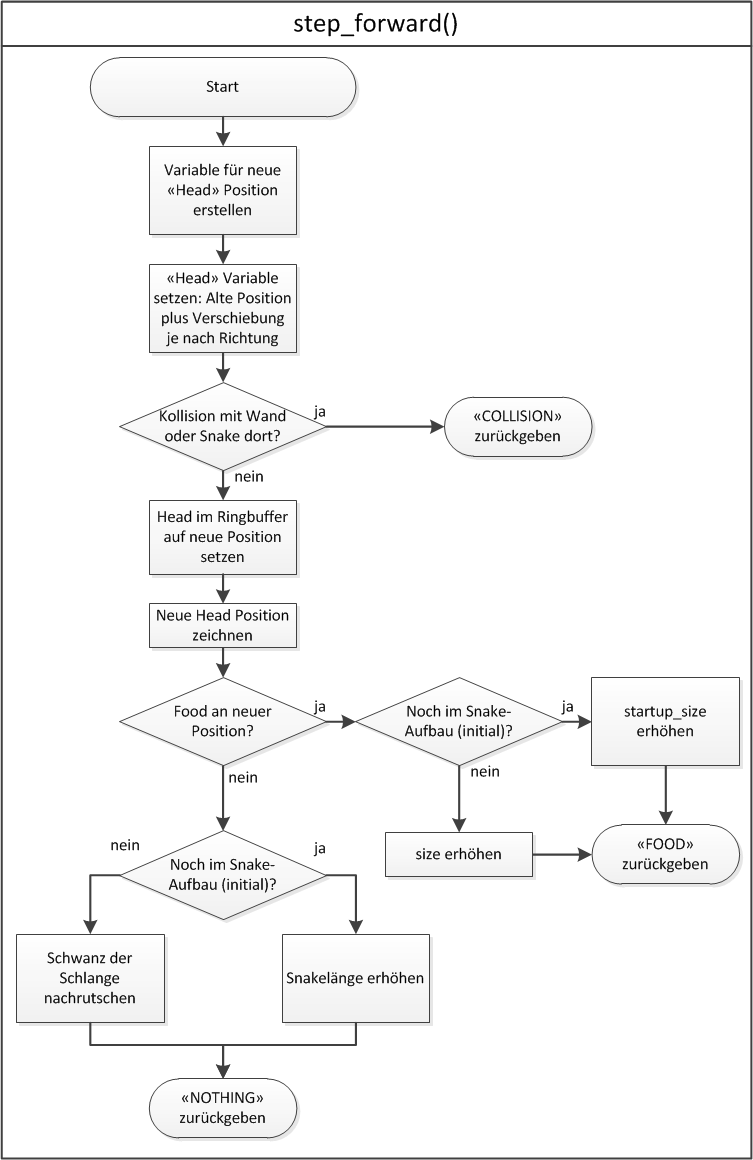 step_forward()
Start
Variable für neue
«Head» Position
erstellen
«Head» Variable
setzen: Alte Position
plus Verschiebung
je nach Richtung
Kollision mit Wand
oder Snake dort?
ja
«COLLISION»
zurückgeben
nein
Head im Ringbuffer
auf neue Position
setzen
Neue Head Position
zeichnen
Food an neuer
Position?
ja
Noch im Snake-
Aufbau (initial)?
ja
startup_size
erhöhen
nein
nein
size erhöhen
«FOOD»
zurückgeben
nein
Noch im Snake-
Aufbau (initial)?
ja
Schwanz der
Schlange
nachrutschen
Snakelänge erhöhen
«NOTHING»
zurückgeben